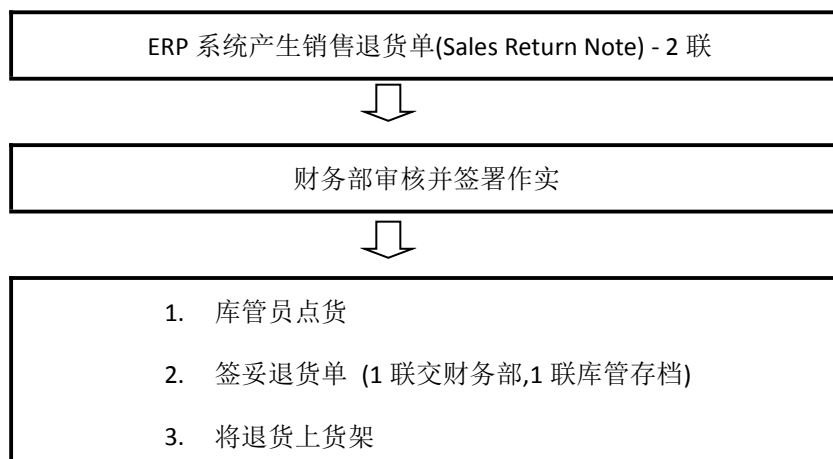 ERP 系统产生销售退货单(Sales Return Note) - 2 联
财务部审核并签署作实
1. 库管员点货
2. 签妥退货单 (1 联交财务部,1 联库管存档)
3. 将退货上货架